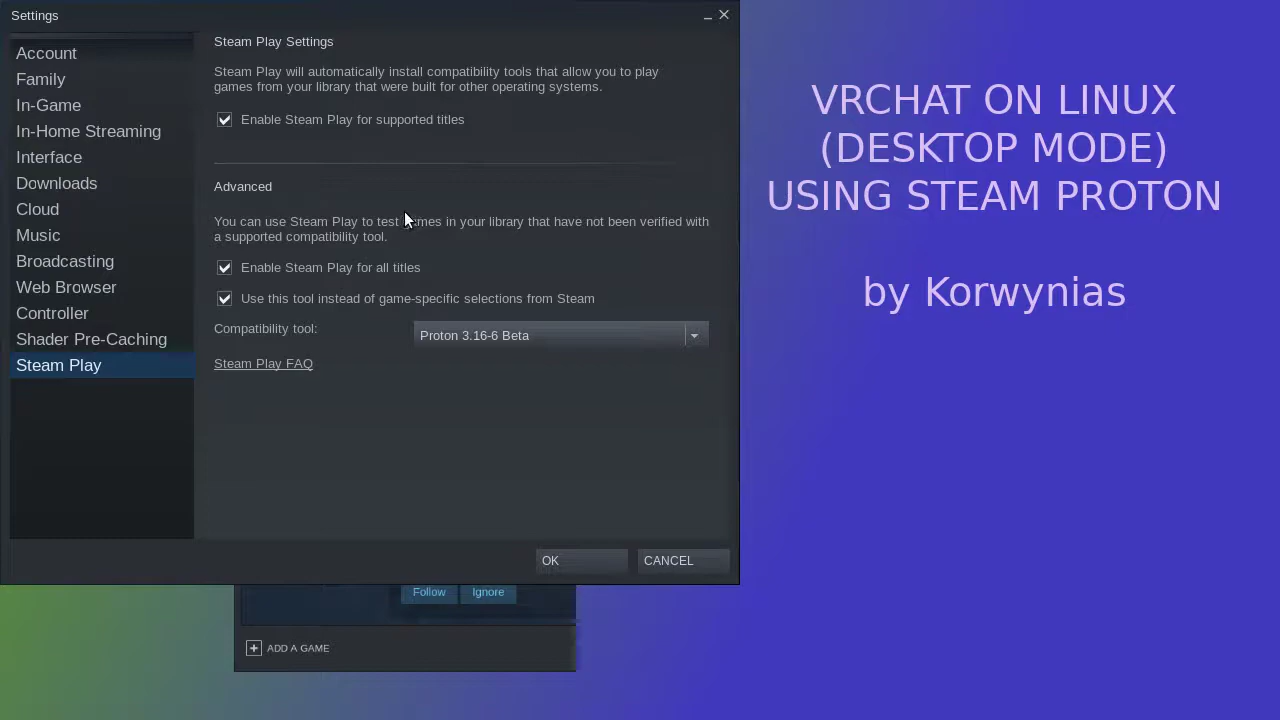 Settings
Account
Family
In-Game
In-Home Streaming
Interface
Downloads
Cloud
Music
Broadcasting
Web Browser
Controller
Shader Pre-Caching
Steam Play
Steam Play Settings
Steam Play will automatically install compatibility tools that allow you to play
games from your library that were built for other operating systems.
Enable Steam Play for supported titles
Advanced
You can use Steam Play to test games in your library that have not been verified with
a supported compatibility tool.
Enable Steam Play for all titles
Use this tool instead of game-specific selections from Steam
Compatibility tool:
Proton 3.16-6 Beta
Steam Play FAQ
OK
CANCEL
Follow
Ignore
ADD A GAME
VRCHAT ON LINUX
(DESKTOP MODE)
USING STEAM PROTON
by Korwynias